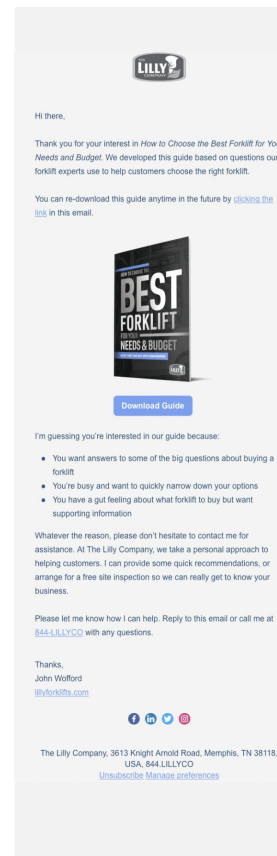 THE
LILLY
COMPANY
Hi there,
Thank you for your interest in How to Choose the Best Forklift for Yo
Needs and Budget. We developed this guide based on questions ou
forklift experts use to help customers choose the right forklift.
You can re-download this guide anytime in the future by clicking the
link in this email.
HOW TO CHOOSE THE
BEST
FORKLIFT
FOR YOUR
NEEDS & BUDGET
LILLY
Download Guide
I'm guessing you're interested in our guide because:
● You want answers to some of the big questions about buying a
forklift
● You're busy and want to quickly narrow down your options
● You have a gut feeling about what forklift to buy but want
supporting information
Whatever the reason, please don't hesitate to contact me for
assistance. At The Lilly Company, we take a personal approach to
helping customers. I can provide some quick recommendations, or
arrange for a free site inspection so we can really get to know your
business.
Please let me know how I can help. Reply to this email or call me at
844-LILLYCO with any questions.
Thanks,
John Wofford
lillyforklifts.com
The Lilly Company, 3613 Knight Arnold Road, Memphis, TN 38118,
USA, 844.LILLYCO
Unsubscribe Manage preferences